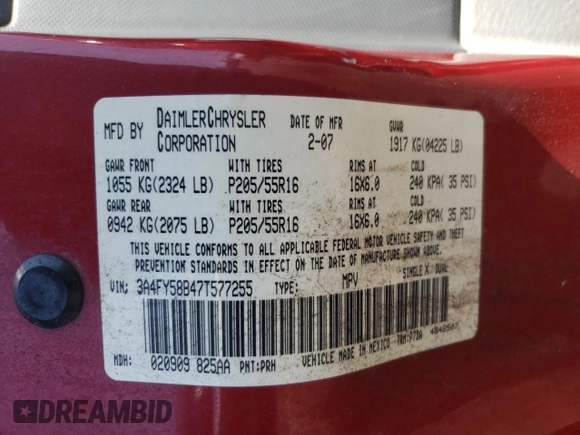 MFD BY DAIMLERCHRYSLER CORPORATION
DATE OF MFR 2-07
GVWR 1917 KG(04225 LB)
GAWR FRONT WITH TIRES RIMS AT COLD
1055 KG(2324 LB) P205/55R16 16X6.0 240 KPA( 35 PSI)
GAWR REAR WITH TIRES RIMS AT COLD
0942 KG(2075 LB) P205/55R16 16X6.0 240 KPA( 35 PSI)
THIS VEHICLE CONFORMS TO ALL APPLICABLE FEDERAL MOTOR VEHICLE SAFETY AND THEFT
PREVENTION STANDARDS IN EFFECT ON THE DATE OF MANUFACTURE SHOWN ABOVE.
VIN: 3A4FY58B47T577255 TYPE: MPV SINGLE X DUAL
MDH: 020909 825AA PNT:PRH VEHICLE MADE IN MEXICO TRM:
DREAMBID